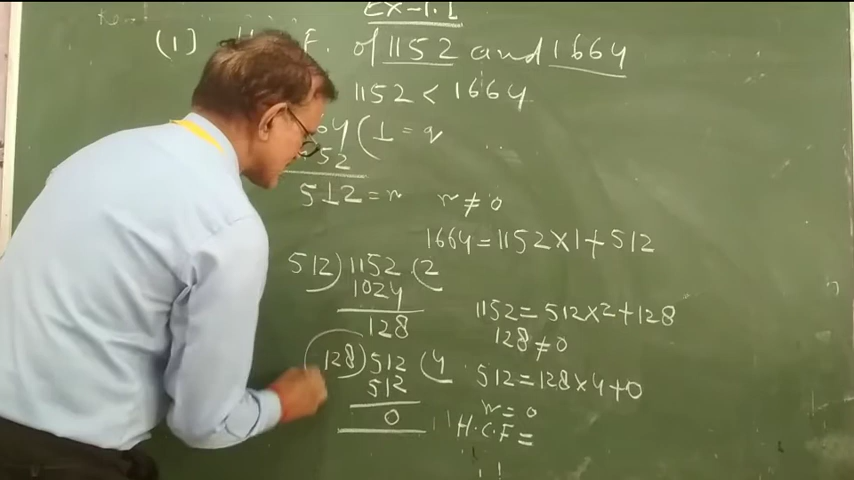 Ex-1.1
(1) H.C.F. of 1152 and 1664
1152 < 1664
64 ( 1 = q
52
512 = r r ≠ 0
1664 = 1152 × 1 + 512
512 ) 1152 ( 2
1024
1152 = 512 × 2 + 128
128
128 ≠ 0
128 ) 512 ( 4
512 = 128 × 4 + 0
512
r = 0
0
H.C.F =